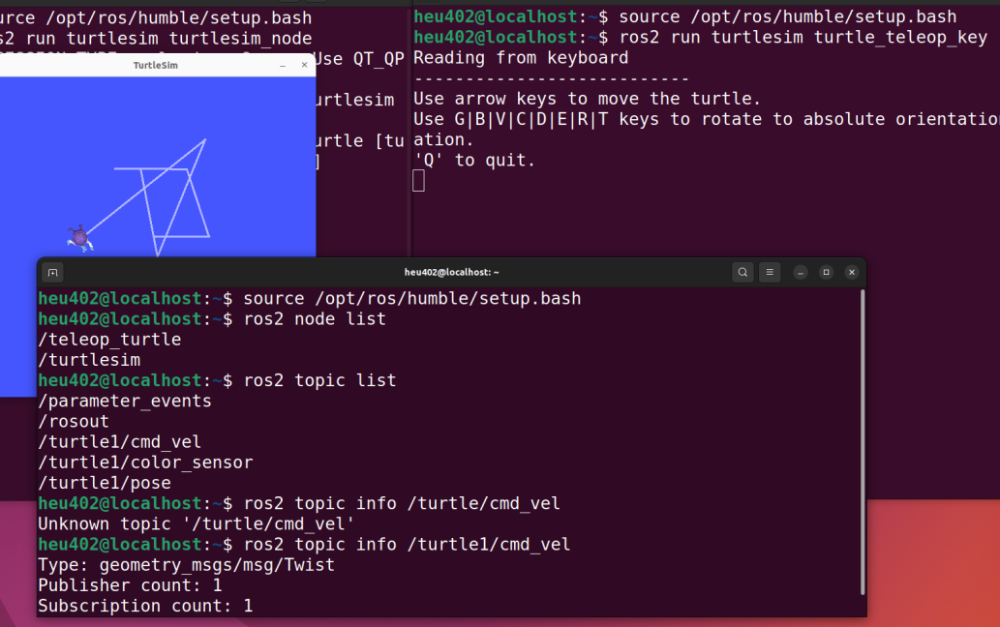 urce /opt/ros/humble/setup.bash
s2 run turtlesim turtlesim_node
Use QT_QP
TurtleSim
urtlesim
urtle [tu
]
heu402@localhost:~$ source /opt/ros/humble/setup.bash
heu402@localhost:~$ ros2 run turtlesim turtle_teleop_key
Reading from keyboard
---------------------------
Use arrow keys to move the turtle.
Use G|B|V|C|D|E|R|T keys to rotate to absolute orientatio
ation.
'Q' to quit.
heu402@localhost: ~
heu402@localhost:~$ source /opt/ros/humble/setup.bash
heu402@localhost:~$ ros2 node list
/teleop_turtle
/turtlesim
heu402@localhost:~$ ros2 topic list
/parameter_events
/rosout
/turtle1/cmd_vel
/turtle1/color_sensor
/turtle1/pose
heu402@localhost:~$ ros2 topic info /turtle/cmd_vel
Unknown topic '/turtle/cmd_vel'
heu402@localhost:~$ ros2 topic info /turtle1/cmd_vel
Type: geometry_msgs/msg/Twist
Publisher count: 1
Subscription count: 1